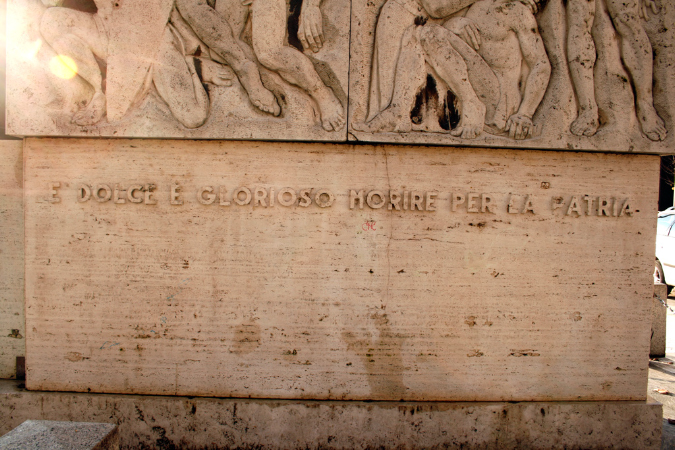 E' DOLCE E' GLORIOSO MORIRE PER LA PATRIA